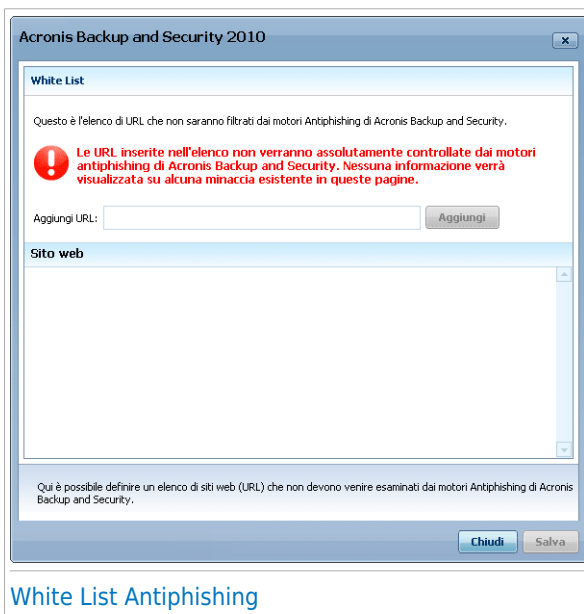 Acronis Backup and Security 2010
White List
Questo è l'elenco di URL che non saranno filtrati dai motori Antiphishing di Acronis Backup and Security.
Le URL inserite nell'elenco non verranno assolutamente controllate dai motori
antiphishing di Acronis Backup and Security. Nessuna informazione verrà
visualizzata su alcuna minaccia esistente in queste pagine.
Aggiungi URL:
Aggiungi
Sito web
Qui è possibile definire un elenco di siti web (URL) che non devono venire esaminati dai motori Antiphishing di Acronis
Backup and Security.
Chiudi
Salva
White List Antiphishing